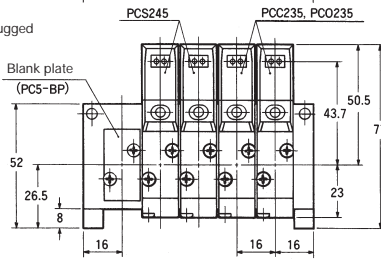 PCS245
PCC235, PCO235
ugged
Blank plate
(PC5-BP)
50.5
43.7
7
52
26.5
8
23
16
16
16